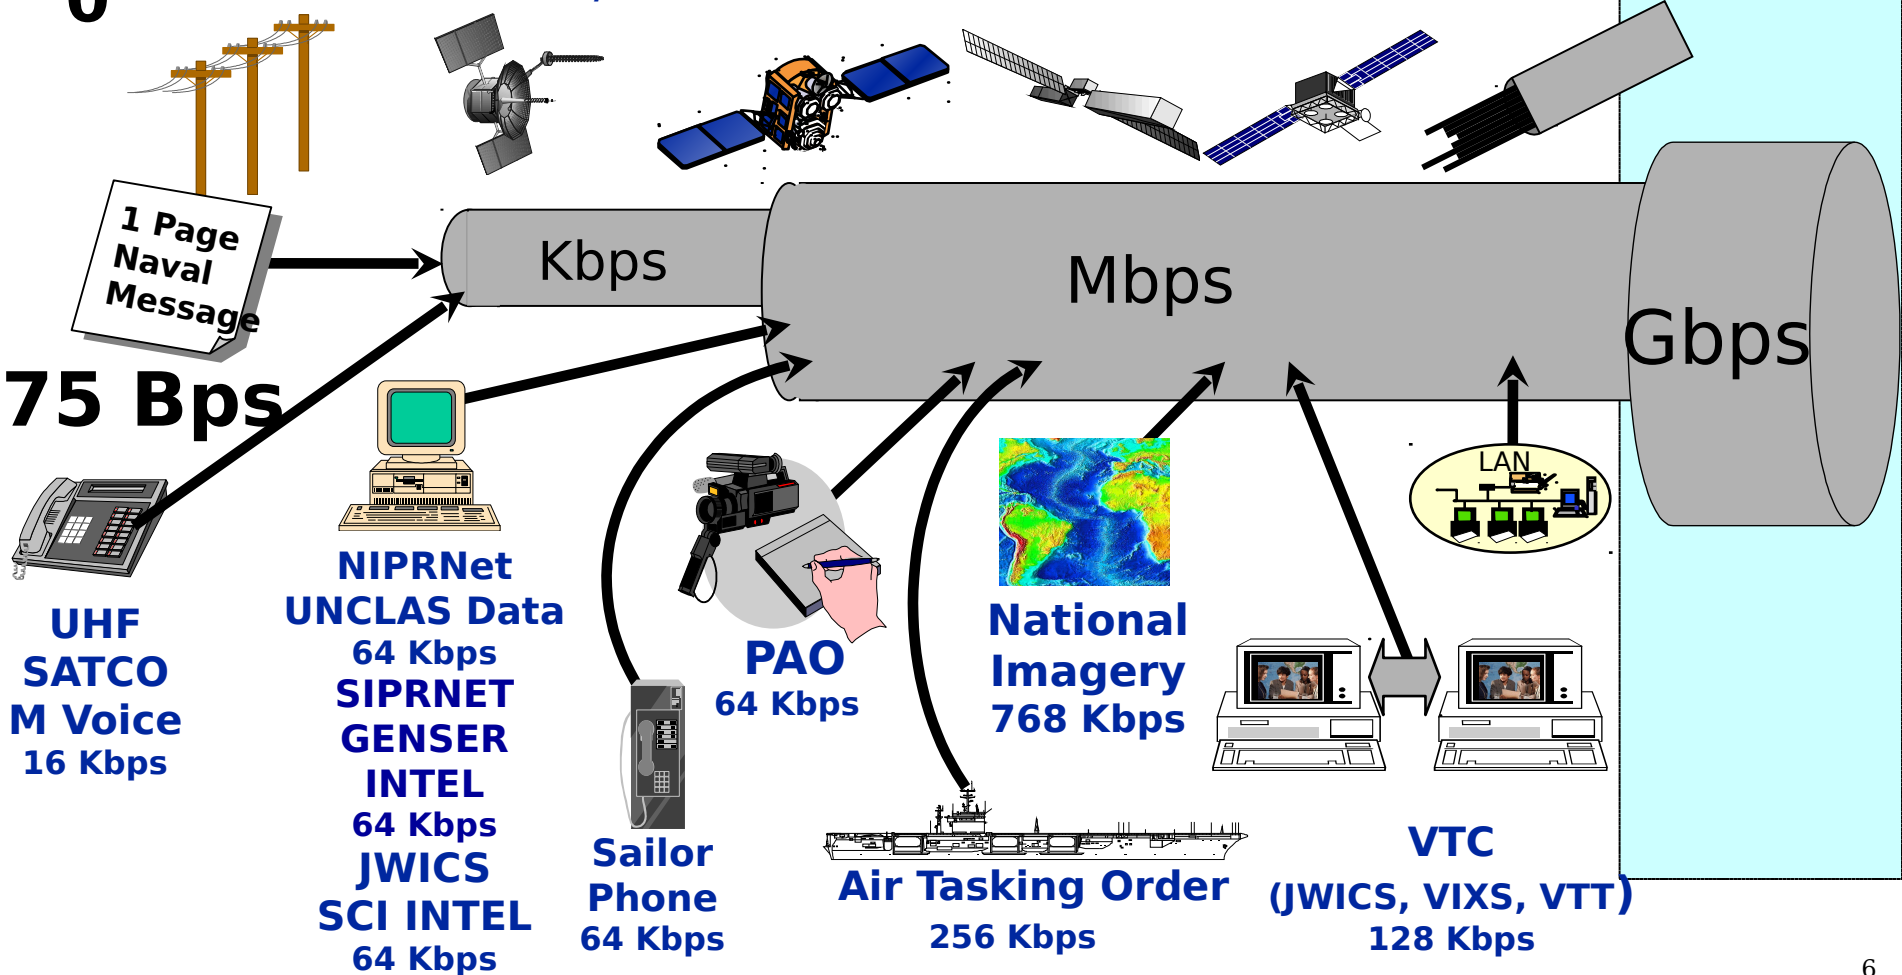 1 Page
Naval
Message
Kbps
Mbps
Gbps
75 Bps
LAN
UHF
SATCO
M Voice
16 Kbps
NIPRNet
UNCLAS Data
64 Kbps
SIPRNET
GENSER
INTEL
64 Kbps
JWICS
SCI INTEL
64 Kbps
Sailor
Phone
64 Kbps
PAO
64 Kbps
National
Imagery
768 Kbps
Air Tasking Order
256 Kbps
VTC
(JWICS, VIXS, VTT)
128 Kbps
6